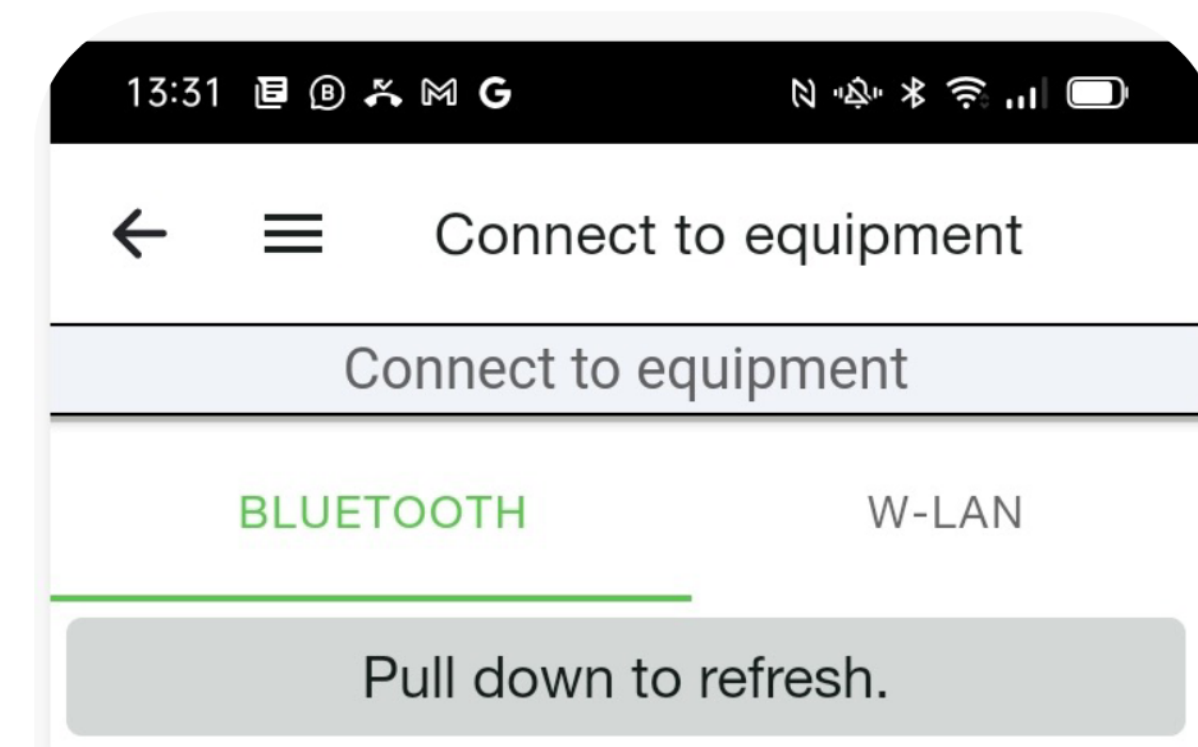 13:31
Connect to equipment
Connect to equipment
BLUETOOTH W-LAN
Pull down to refresh.